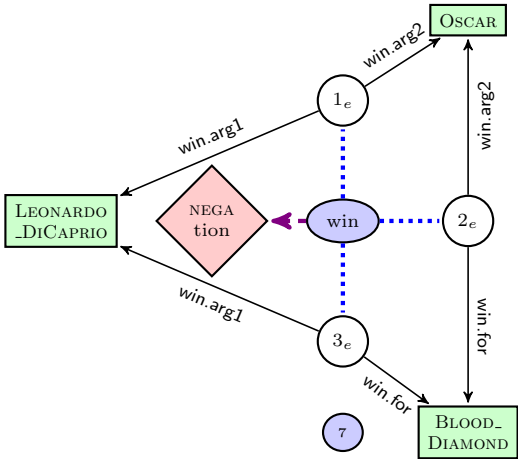 OSCAR
win.arg2
1e
win.arg1
win.arg2
NEGA
tion
LEONARDO
_DICAPRIO
win
2e
win.arg1
win.for
3e
win.for
BLOOD_
DIAMOND
7